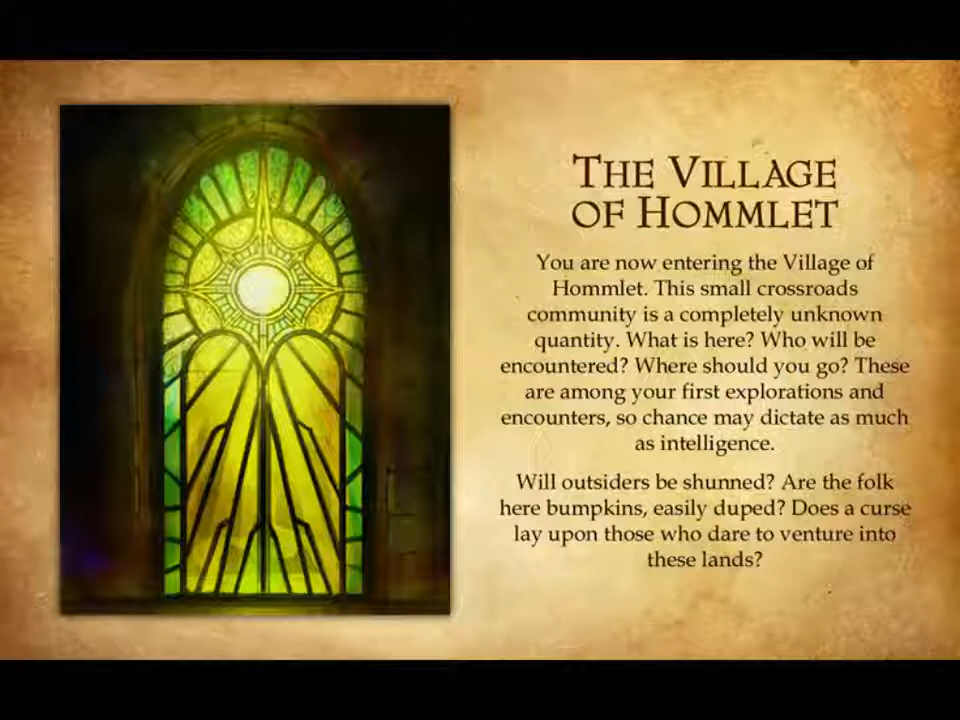 THE VILLAGE
OF HOMMLET
You are now entering the Village of
Hommlet. This small crossroads
community is a completely unknown
quantity. What is here? Who will be
encountered? Where should you go? These
are among your first explorations and
encounters, so chance may dictate as much
as intelligence.
Will outsiders be shunned? Are the folk
here bumpkins, easily duped? Does a curse
lay upon those who dare to venture into
these lands?